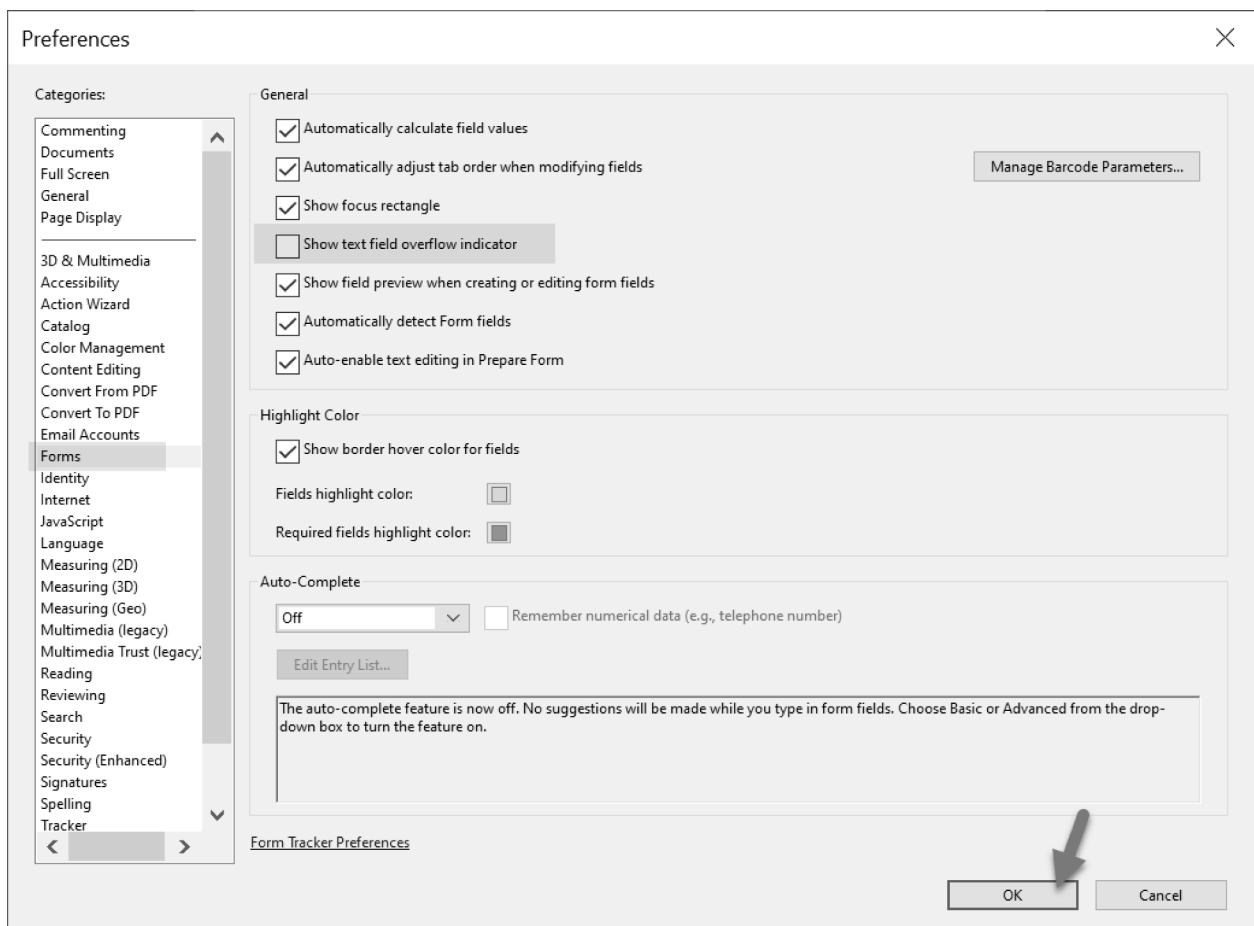 Preferences
Categories:
Commenting
Documents
Full Screen
General
Page Display
3D & Multimedia
Accessibility
Action Wizard
Catalog
Color Management
Content Editing
Convert From PDF
Convert To PDF
Email Accounts
Forms
Identity
Internet
JavaScript
Language
Measuring (2D)
Measuring (3D)
Measuring (Geo)
Multimedia (legacy)
Multimedia Trust (legacy)
Reading
Reviewing
Search
Security
Security (Enhanced)
Signatures
Spelling
Tracker
General
Automatically calculate field values
Automatically adjust tab order when modifying fields
Manage Barcode Parameters...
Show focus rectangle
Show text field overflow indicator
Show field preview when creating or editing form fields
Automatically detect Form fields
Auto-enable text editing in Prepare Form
Highlight Color
Show border hover color for fields
Fields highlight color:
Required fields highlight color:
Auto-Complete
Off
Remember numerical data (e.g., telephone number)
Edit Entry List...
The auto-complete feature is now off. No suggestions will be made while you type in form fields. Choose Basic or Advanced from the drop-
down box to turn the feature on.
Form Tracker Preferences
OK
Cancel